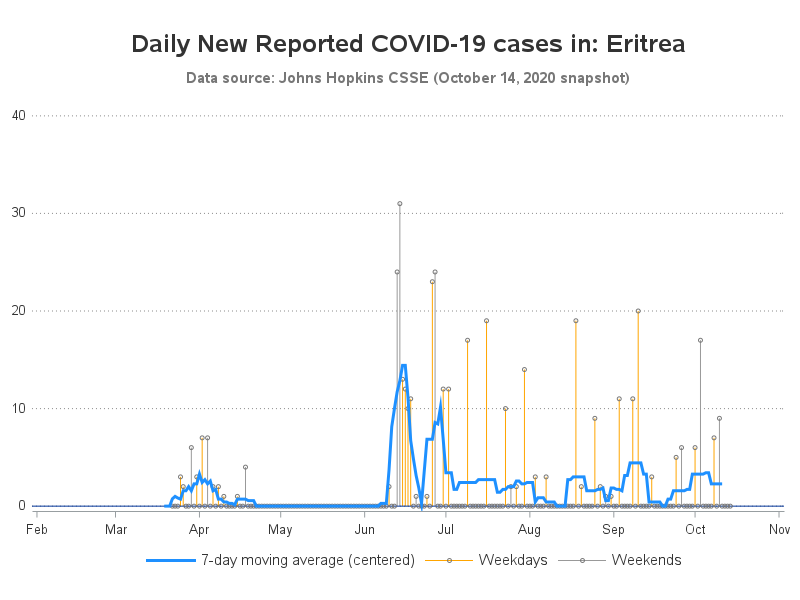 Daily New Reported COVID-19 cases in: Eritrea
Data source: Johns Hopkins CSSE (October 14, 2020 snapshot)
40
30
20
10
0
Feb Mar Apr May Jun Jul Aug Sep Oct Nov
7-day moving average (centered) Weekdays Weekends